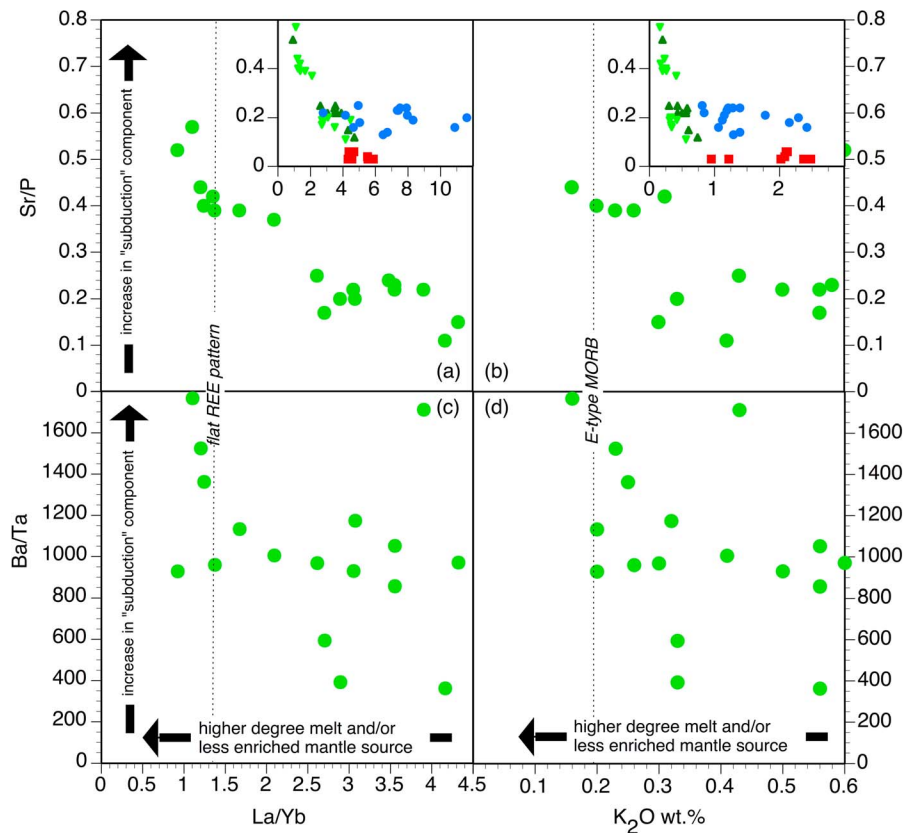 0.8
0.7
0.6
0.5
0.4
0.3
0.2
0.1
0
Sr/P
increase in "subduction" component
0.4
0.2
0
0 2 4 6 8 10
(a)
0.4
0.2
0
0 1 2
(b)
0.8
0.7
0.6
0.5
0.4
0.3
0.2
0.1
0
flat REE pattern
E-type MORB
1600
1400
1200
1000
800
600
400
200
0
Ba/Ta
increase in "subduction" component
(c)
higher degree melt and/or
less enriched mantle source
(d)
higher degree melt and/or
less enriched mantle source
1600
1400
1200
1000
800
600
400
200
0
0 0.5 1 1.5 2 2.5 3 3.5 4 4.5
La/Yb
0.1 0.2 0.3 0.4 0.5 0.6
K2O wt.%